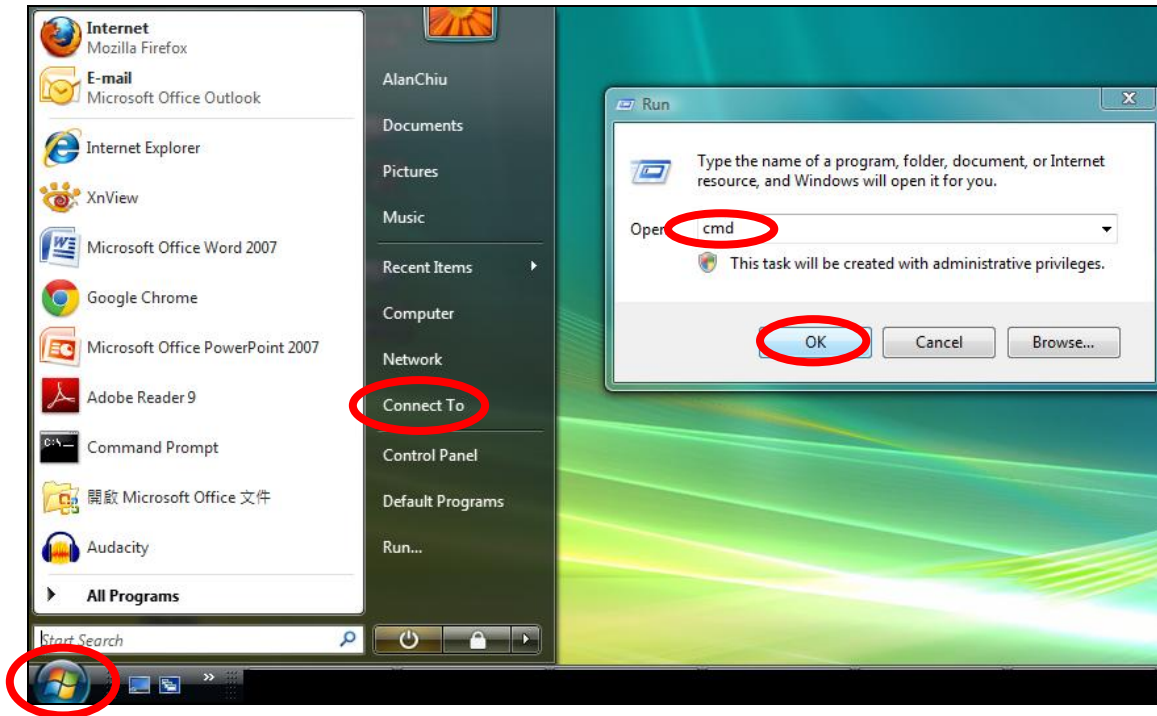 Internet
Mozilla Firefox
E-mail
Microsoft Office Outlook
Internet Explorer
XnView
Microsoft Office Word 2007
Google Chrome
Microsoft Office PowerPoint 2007
Adobe Reader 9
C:\
Command Prompt
開啟 Microsoft Office 文件
Audacity
All Programs
Start Search
AlanChiu
Documents
Pictures
Music
Recent Items
Computer
Network
Connect To
Control Panel
Default Programs
Run...
Run
Type the name of a program, folder, document, or Internet
resource, and Windows will open it for you.
Open cmd
This task will be created with administrative privileges.
OK Cancel Browse...